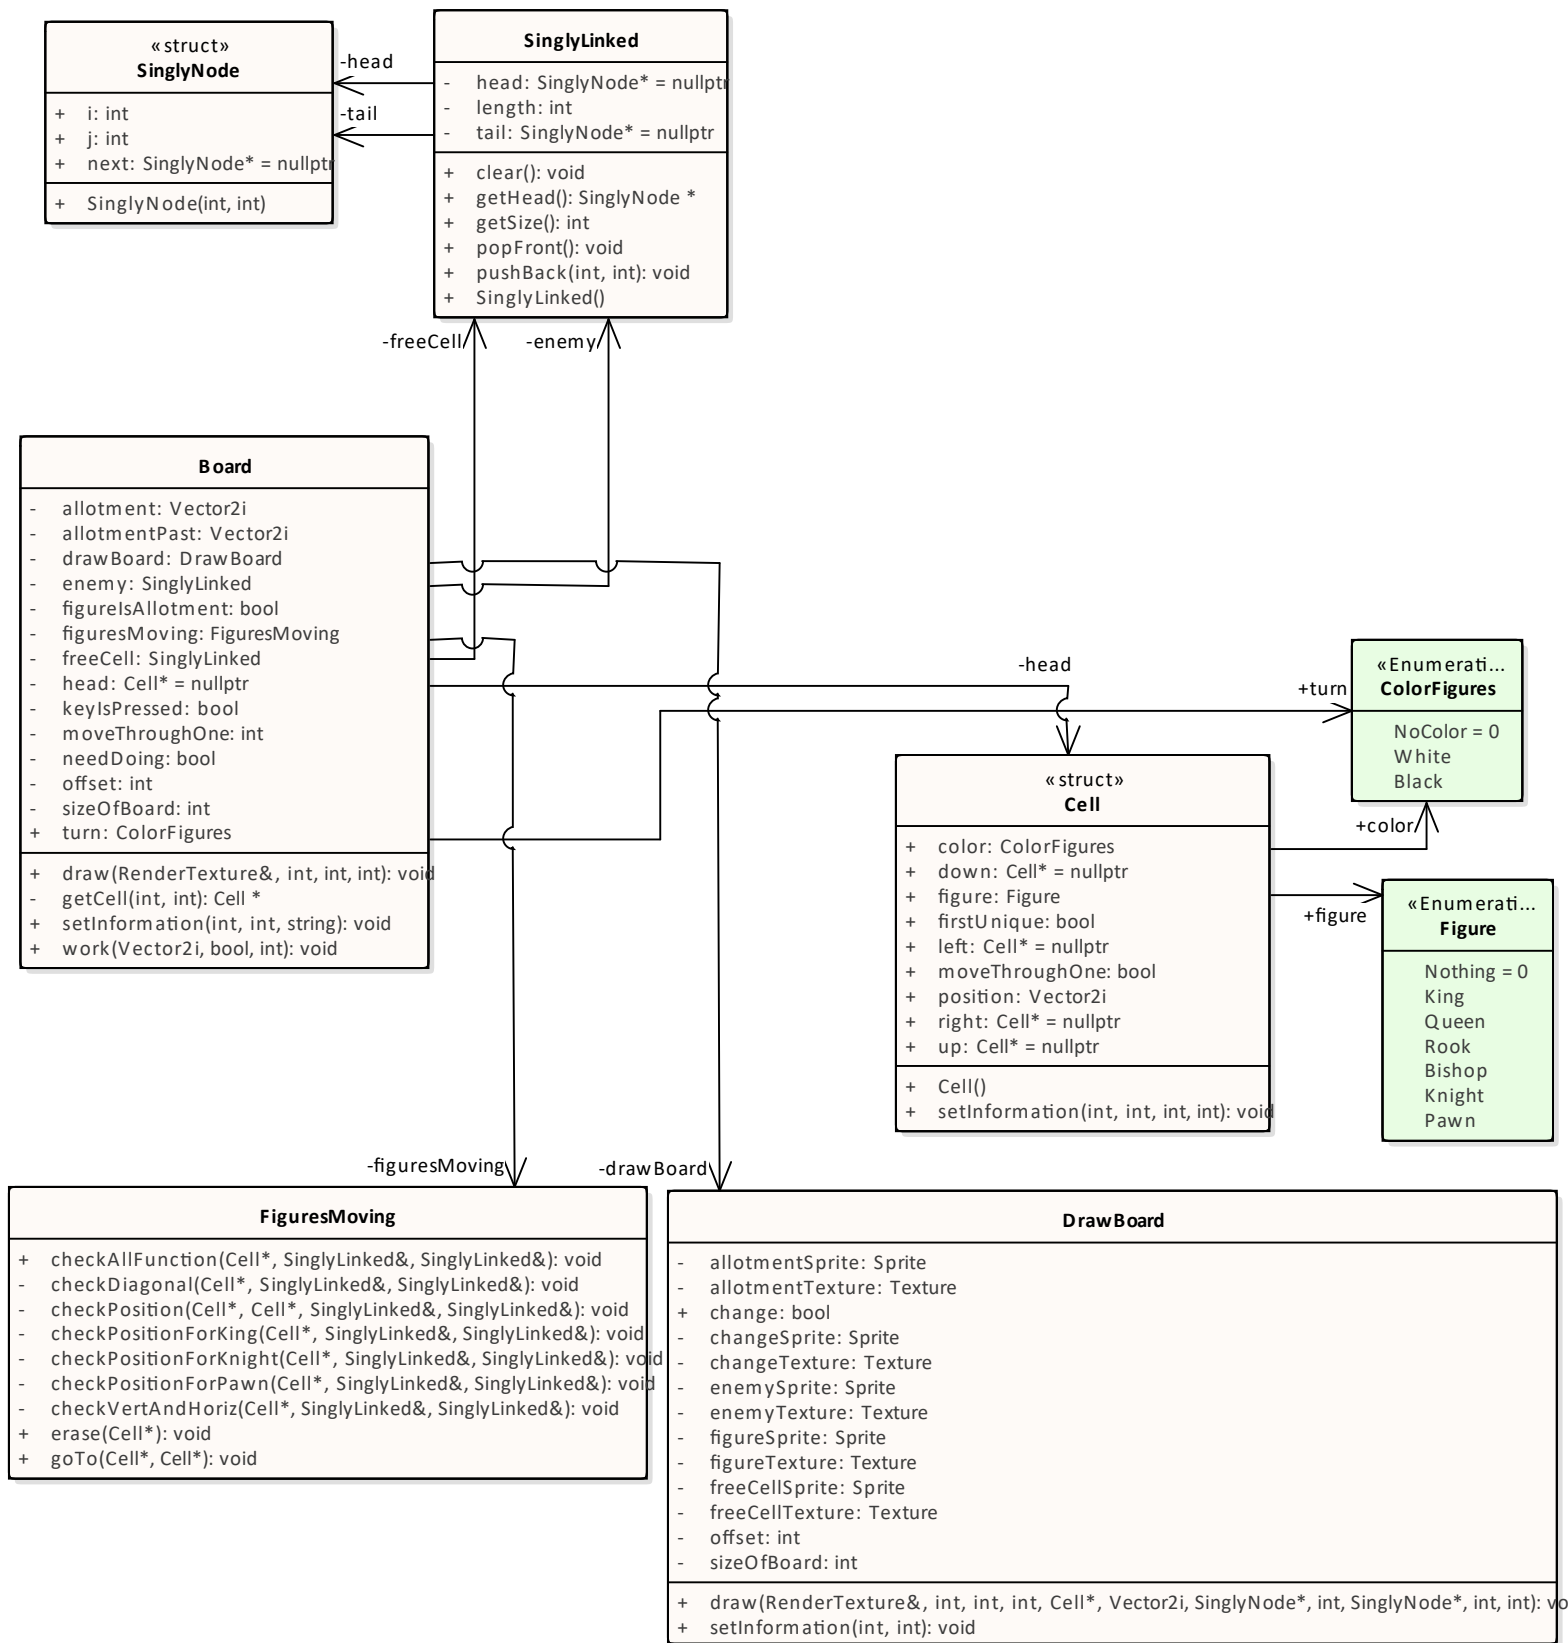 «struct»
SinglyNode
+ i: int
+ j: int
+ next: SinglyNode* = nullptr
+ SinglyNode(int, int)
-head
-tail
SinglyLinked
- head: SinglyNode* = nullptr
- length: int
- tail: SinglyNode* = nullptr
+ clear(): void
+ getHead(): SinglyNode *
+ getSize(): int
+ popFront(): void
+ pushBack(int, int): void
+ SinglyLinked()
-freeCell
-enemy
Board
- allotment: Vector2i
- allotmentPast: Vector2i
- drawBoard: DrawBoard
- enemy: SinglyLinked
- figureIsAllotment: bool
- figuresMoving: FiguresMoving
- freeCell: SinglyLinked
- head: Cell* = nullptr
- keyIsPressed: bool
- moveThroughOne: int
- needDoing: bool
- offset: int
- sizeOfBoard: int
+ turn: ColorFigures
+ draw(RenderTexture&, int, int, int): void
- getCell(int, int): Cell *
+ setInformation(int, int, string): void
+ work(Vector2i, bool, int): void
-head
+turn
«Enumerati...
ColorFigures
NoColor = 0
White
Black
«struct»
Cell
+ color: ColorFigures
+ down: Cell* = nullptr
+ figure: Figure
+ firstUnique: bool
+ left: Cell* = nullptr
+ moveThroughOne: bool
+ position: Vector2i
+ right: Cell* = nullptr
+ up: Cell* = nullptr
+ Cell()
+ setInformation(int, int, int, int): void
+color
+figure
«Enumerati...
Figure
Nothing = 0
King
Queen
Rook
Bishop
Knight
Pawn
-figuresMoving
-drawBoard
FiguresMoving
+ checkAllFunction(Cell*, SinglyLinked&, SinglyLinked&): void
- checkDiagonal(Cell*, SinglyLinked&, SinglyLinked&): void
- checkPosition(Cell*, Cell*, SinglyLinked&, SinglyLinked&): void
- checkPositionForKing(Cell*, SinglyLinked&, SinglyLinked&): void
- checkPositionForKnight(Cell*, SinglyLinked&, SinglyLinked&): void
- checkPositionForPawn(Cell*, SinglyLinked&, SinglyLinked&): void
- checkVertAndHoriz(Cell*, SinglyLinked&, SinglyLinked&): void
+ erase(Cell*): void
+ goTo(Cell*, Cell*): void
DrawBoard
- allotmentSprite: Sprite
- allotmentTexture: Texture
+ change: bool
- changeSprite: Sprite
- changeTexture: Texture
- enemySprite: Sprite
- enemyTexture: Texture
- figureSprite: Sprite
- figureTexture: Texture
- freeCellSprite: Sprite
- freeCellTexture: Texture
- offset: int
- sizeOfBoard: int
+ draw(RenderTexture&, int, int, int, Cell*, Vector2i, SinglyNode*, int, SinglyNode*, int, int): vo
+ setInformation(int, int): void